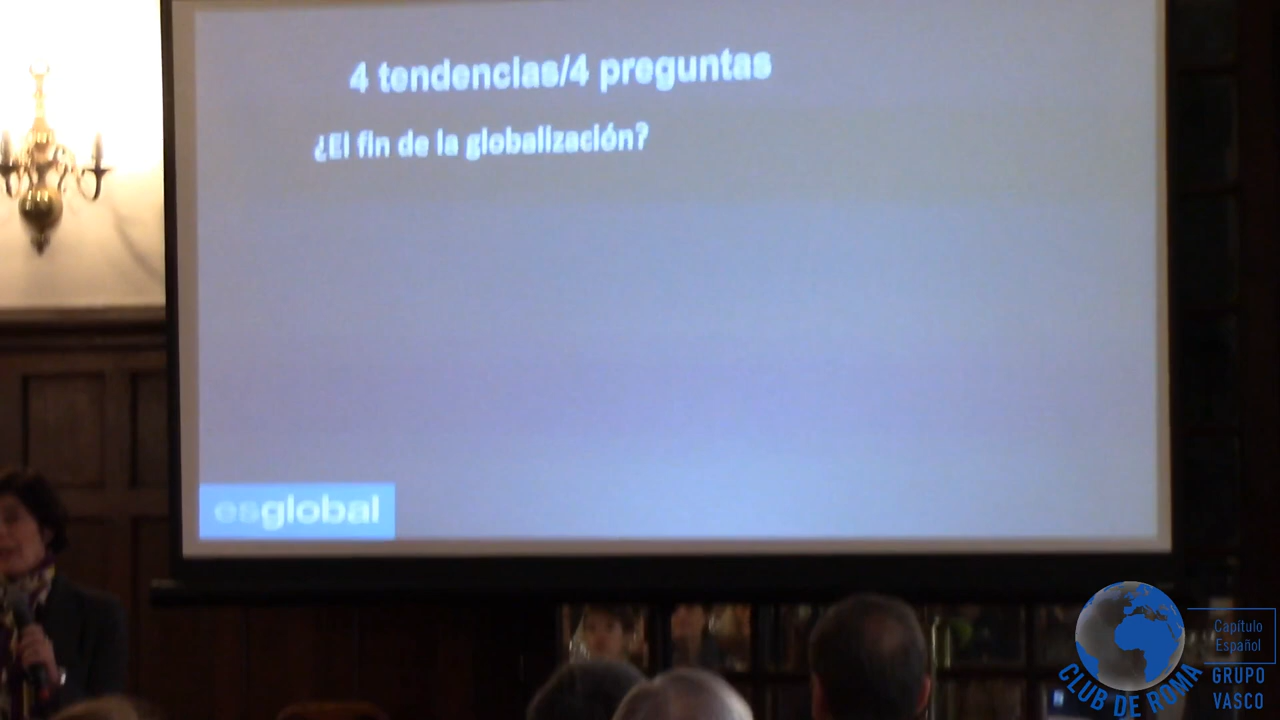 4 tendencias/4 preguntas
¿El fin de la globalización?
esglobal
Capítulo
Español
GRUPO
VASCO
CLUB DE ROMA